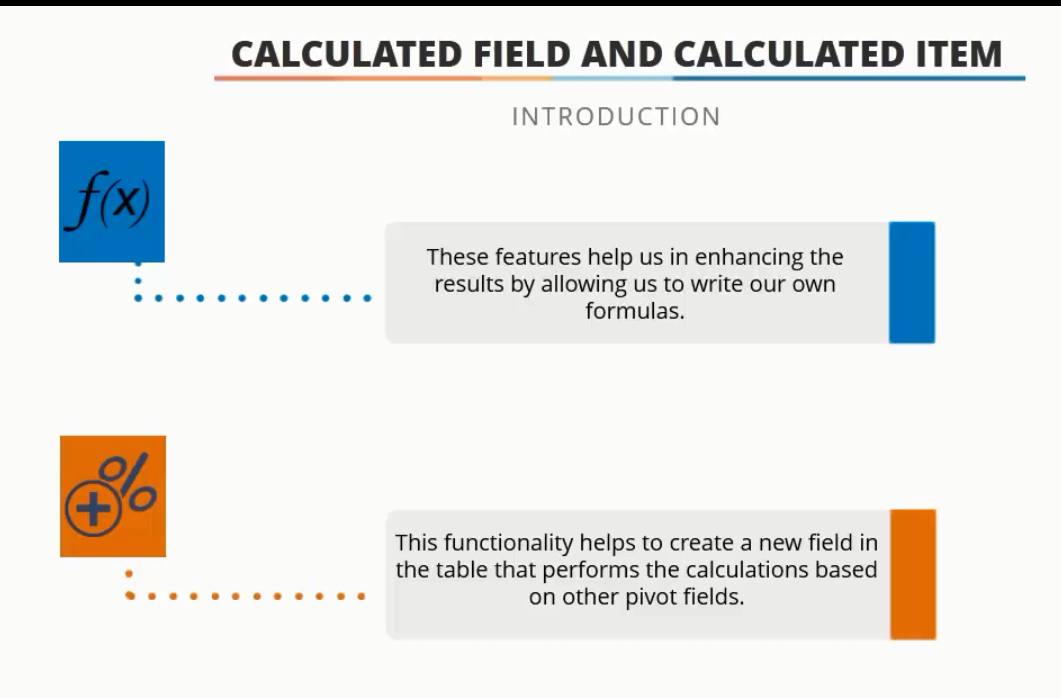 CALCULATED FIELD AND CALCULATED ITEM
INTRODUCTION
f(x)
These features help us in enhancing the
results by allowing us to write our own
formulas.
%
+
This functionality helps to create a new field in
the table that performs the calculations based
on other pivot fields.